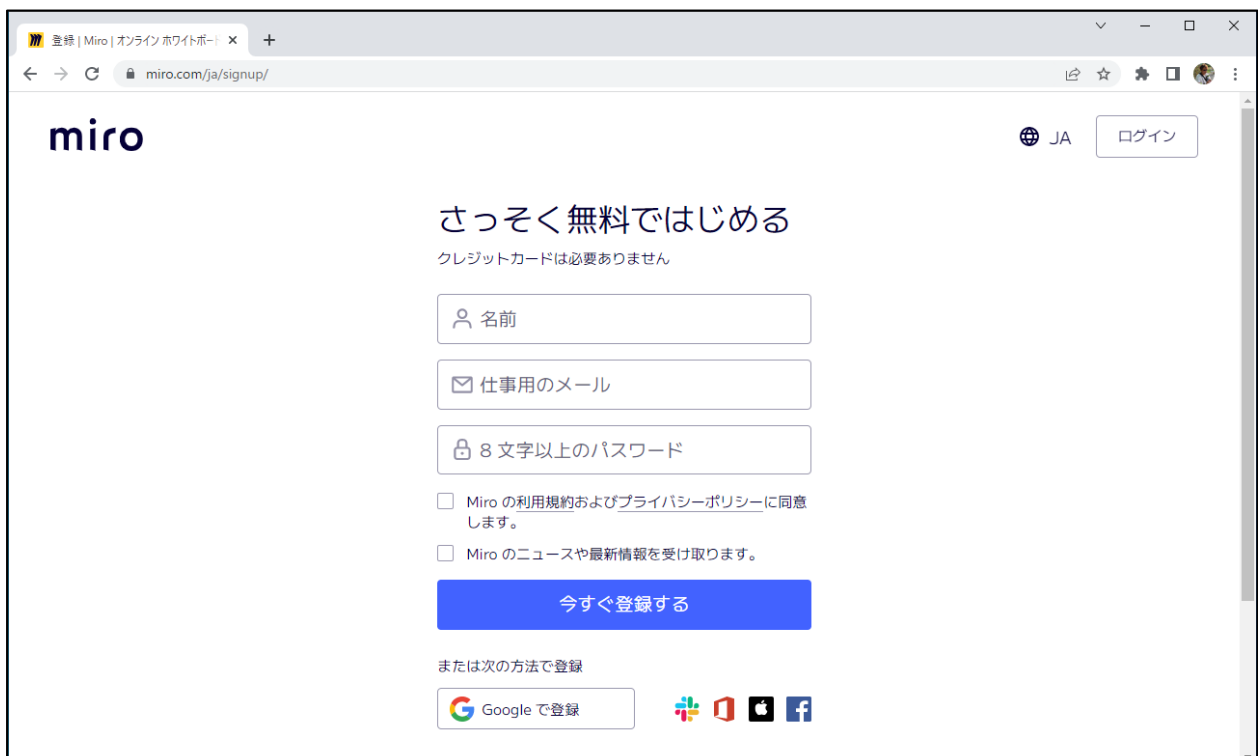 登録 | Miro | オンライン ホワイトボード
miro.com/ja/signup/
miro
JA
ログイン
さっそく無料ではじめる
クレジットカードは必要ありません
名前
仕事用のメール
8 文字以上のパスワード
Miro の利用規約およびプライバシーポリシーに同意
します。
Miro のニュースや最新情報を受け取ります。
今すぐ登録する
または次の方法で登録
Google で登録